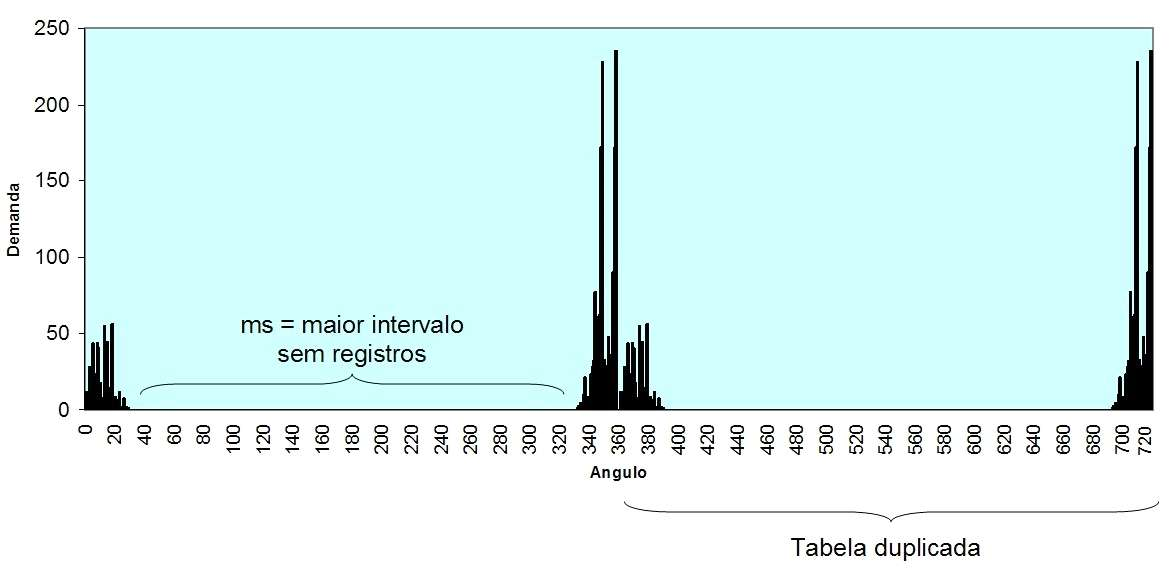 250
200
150
100
50
0
Demanda
ms = maior intervalo
sem registros
0 20 40 60 80 100 120 140 160 180 200 220 240 260 280 300 320 340 360 380 400 420 440 460 480 500 520 540 560 580 600 620 640 660 680 700 720
Angulo
Tabela duplicada